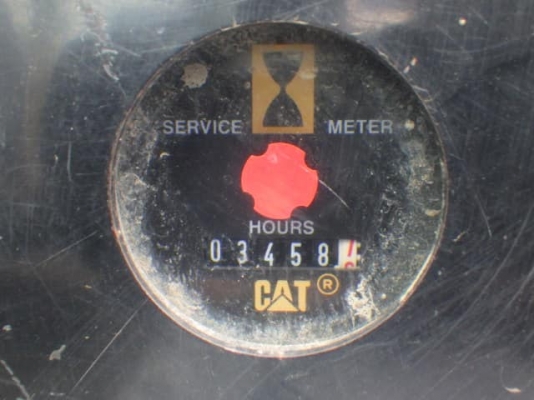 SERVICE METER
HOURS
03458
CAT ®